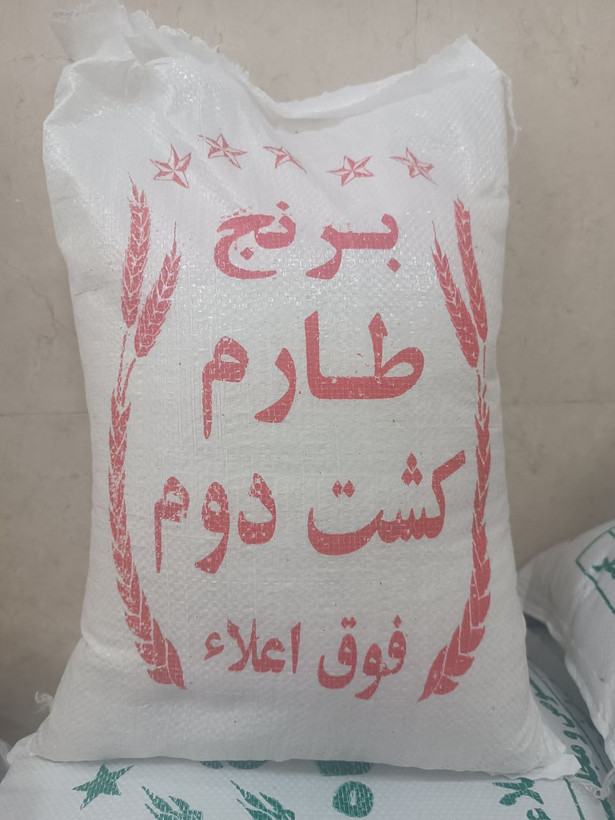 برنج
طارم
کشت دوم
فوق اعلاء